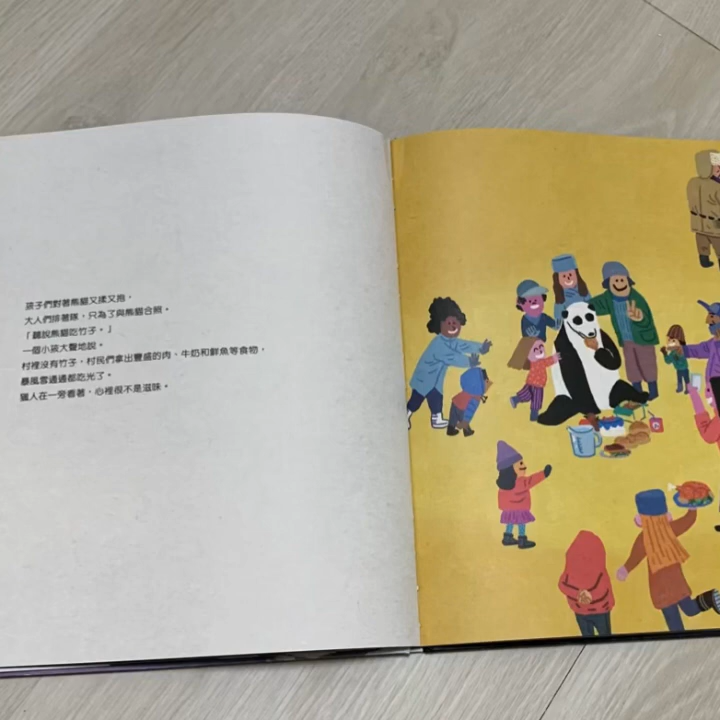 孩子們對著熊貓又揉又抱，
大人們排著隊，只為了與熊貓合照。
「聽說熊貓吃竹子。」
一個小孩大聲地說。
村裡沒有竹子，村民們拿出豐盛的肉、牛奶和鮮魚等食物，
暴風雪通通都吃光了。
獵人在一旁看著，心裡很不是滋味。